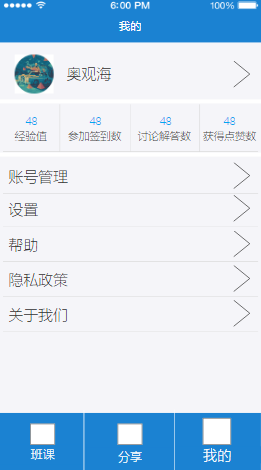 6:00 PM 100%
我的
奥观海
48 48 48 48
经验值 参加签到数 讨论解答数 获得点赞数
账号管理
设置
帮助
隐私政策
关于我们
班课 分享 我的